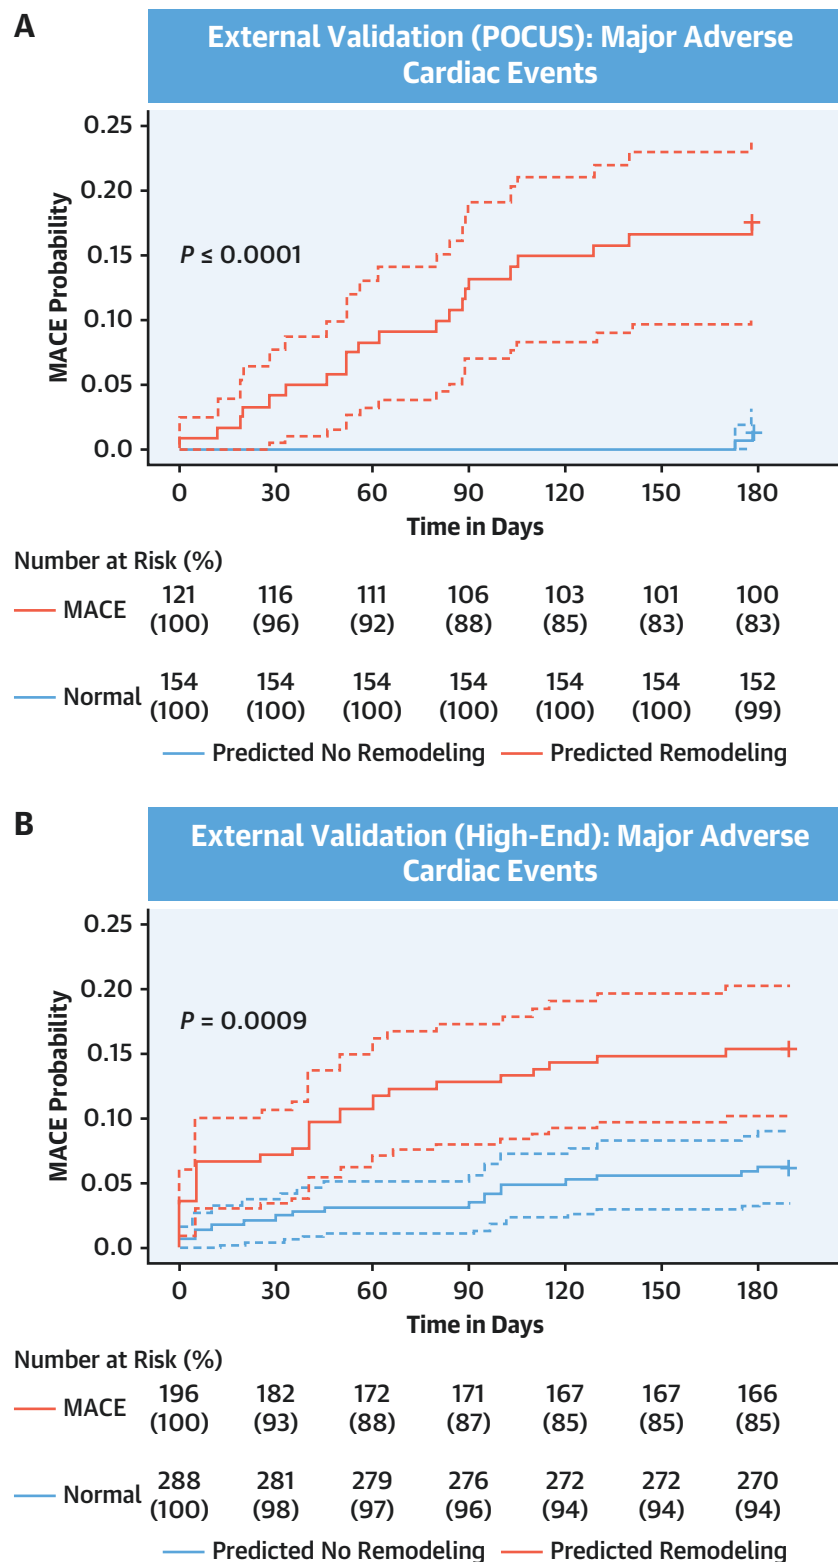 A
External Validation (POCUS): Major Adverse
Cardiac Events
0.25
0.20
0.15
0.10
0.05
0.0
MACE Probability
P ≤ 0.0001
0 30 60 90 120 150 180
Time in Days
Number at Risk (%)
MACE 121 116 111 106 103 101 100
(100) (96) (92) (88) (85) (83) (83)
Normal 154 154 154 154 154 154 152
(100) (100) (100) (100) (100) (100) (99)
Predicted No Remodeling Predicted Remodeling
B
External Validation (High-End): Major Adverse
Cardiac Events
0.25
0.20
0.15
0.10
0.05
0.0
MACE Probability
P = 0.0009
0 30 60 90 120 150 180
Time in Days
Number at Risk (%)
MACE 196 182 172 171 167 167 166
(100) (93) (88) (87) (85) (85) (85)
Normal 288 281 279 276 272 272 270
(100) (98) (97) (96) (94) (94) (94)
Predicted No Remodeling Predicted Remodeling